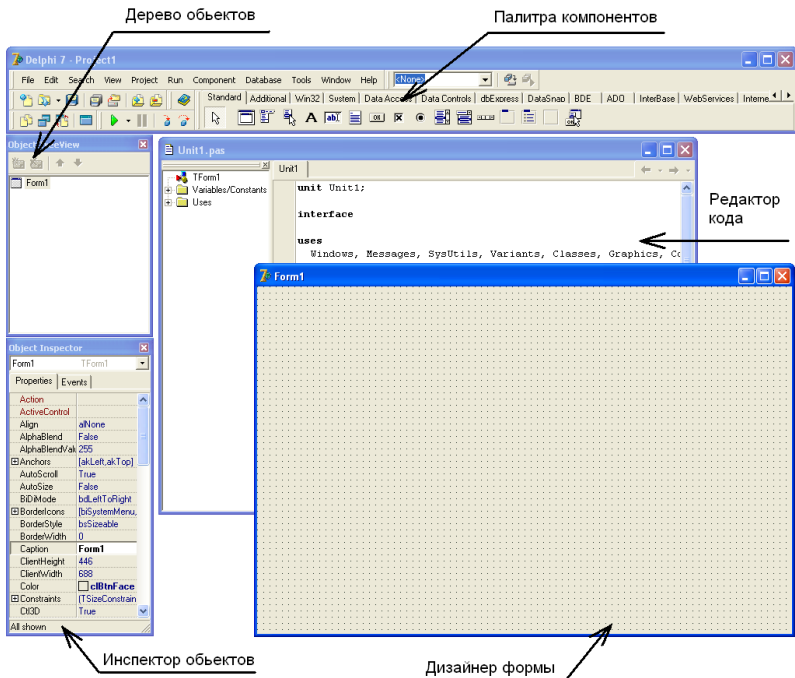 Дерево обьектов
Палитра компонентов
Delphi 7 - Project1
File Edit Search View Project Run Component Database Tools Window Help <None>
Standard Additional Win32 System Data Access Data Controls dbExpress DataSnap BDE ADO InterBase WebServices Interne
Object TreeView
Form1
Unit1.pas
TForm1
Variables/Constants
Uses
Unit1
unit Unit1;
interface
uses
Windows, Messages, SysUtils, Variants, Classes, Graphics, Co
Редактор
кода
Form1
Object Inspector
Form1 TForm1
Properties Events
Action
ActiveControl
Align alNone
AlphaBlend False
AlphaBlendValu 255
Anchors [akLeft,akTop]
AutoScroll True
AutoSize False
BiDiMode bdLeftToRight
BorderIcons [biSystemMenu,
BorderStyle bsSizeable
BorderWidth 0
Caption Form1
ClientHeight 446
ClientWidth 688
Color clBtnFace
Constraints (TSizeConstrain
Ctl3D True
All shown
Инспектор обьектов
Дизайнер формы